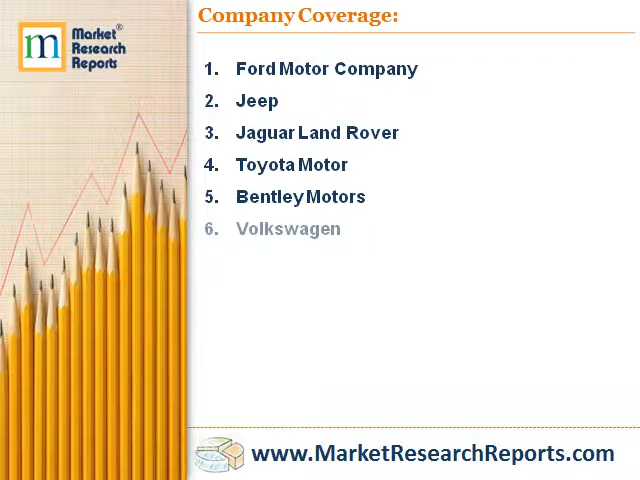 m
Market®
Research
Reports
Company Coverage:
1. Ford Motor Company
2. Jeep
3. Jaguar Land Rover
4. Toyota Motor
5. Bentley Motors
6. Volkswagen
www.MarketResearchReports.com